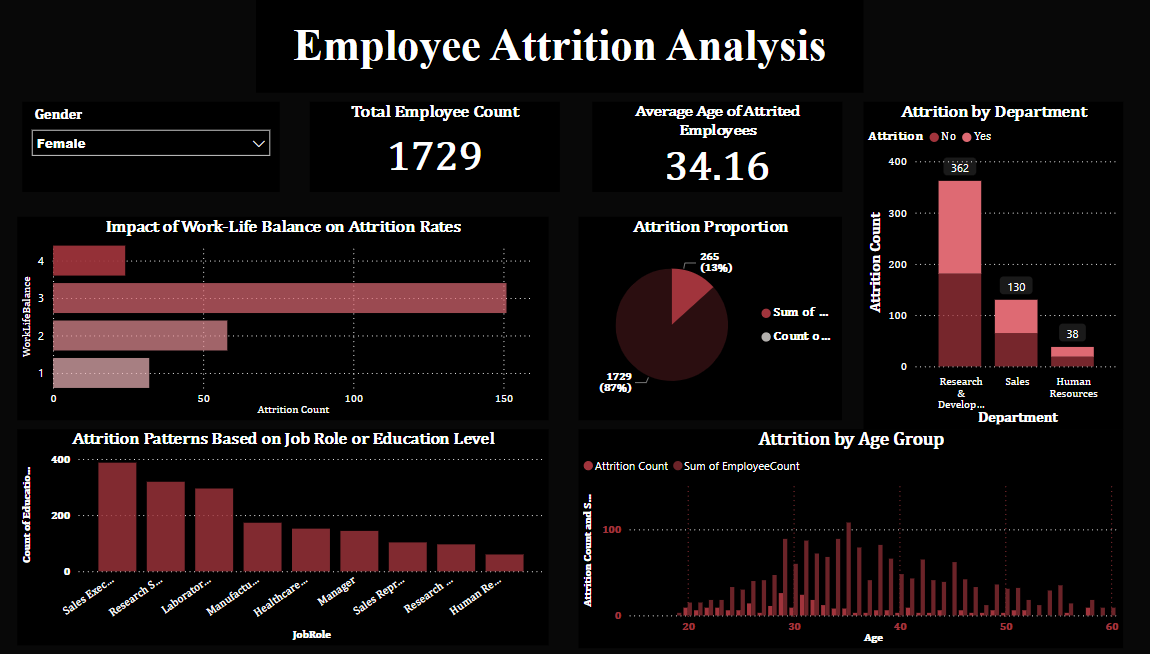 Employee Attrition Analysis
Gender
Female
Total Employee Count
1729
Average Age of Attrited
Employees
34.16
Attrition by Department
Attrition No Yes
Attrition Count
400
300
200
100
0
362
130
38
Research
&
Develop...
Sales
Human
Resources
Department
Impact of Work-Life Balance on Attrition Rates
WorkLifeBalance
4
3
2
1
0 50 100 150
Attrition Count
Attrition Proportion
265
(13%)
1729
(87%)
Sum of ...
Count o...
Attrition Patterns Based on Job Role or Education Level
Count of Educatio...
400
200
0
Sales Exec...
Research S...
Laborator...
Manufactu...
Healthcare...
Manager
Sales Repr...
Research ...
Human Re...
JobRole
Attrition by Age Group
Attrition Count Sum of EmployeeCount
Attrition Count and S...
100
0
20 30 40 50 60
Age